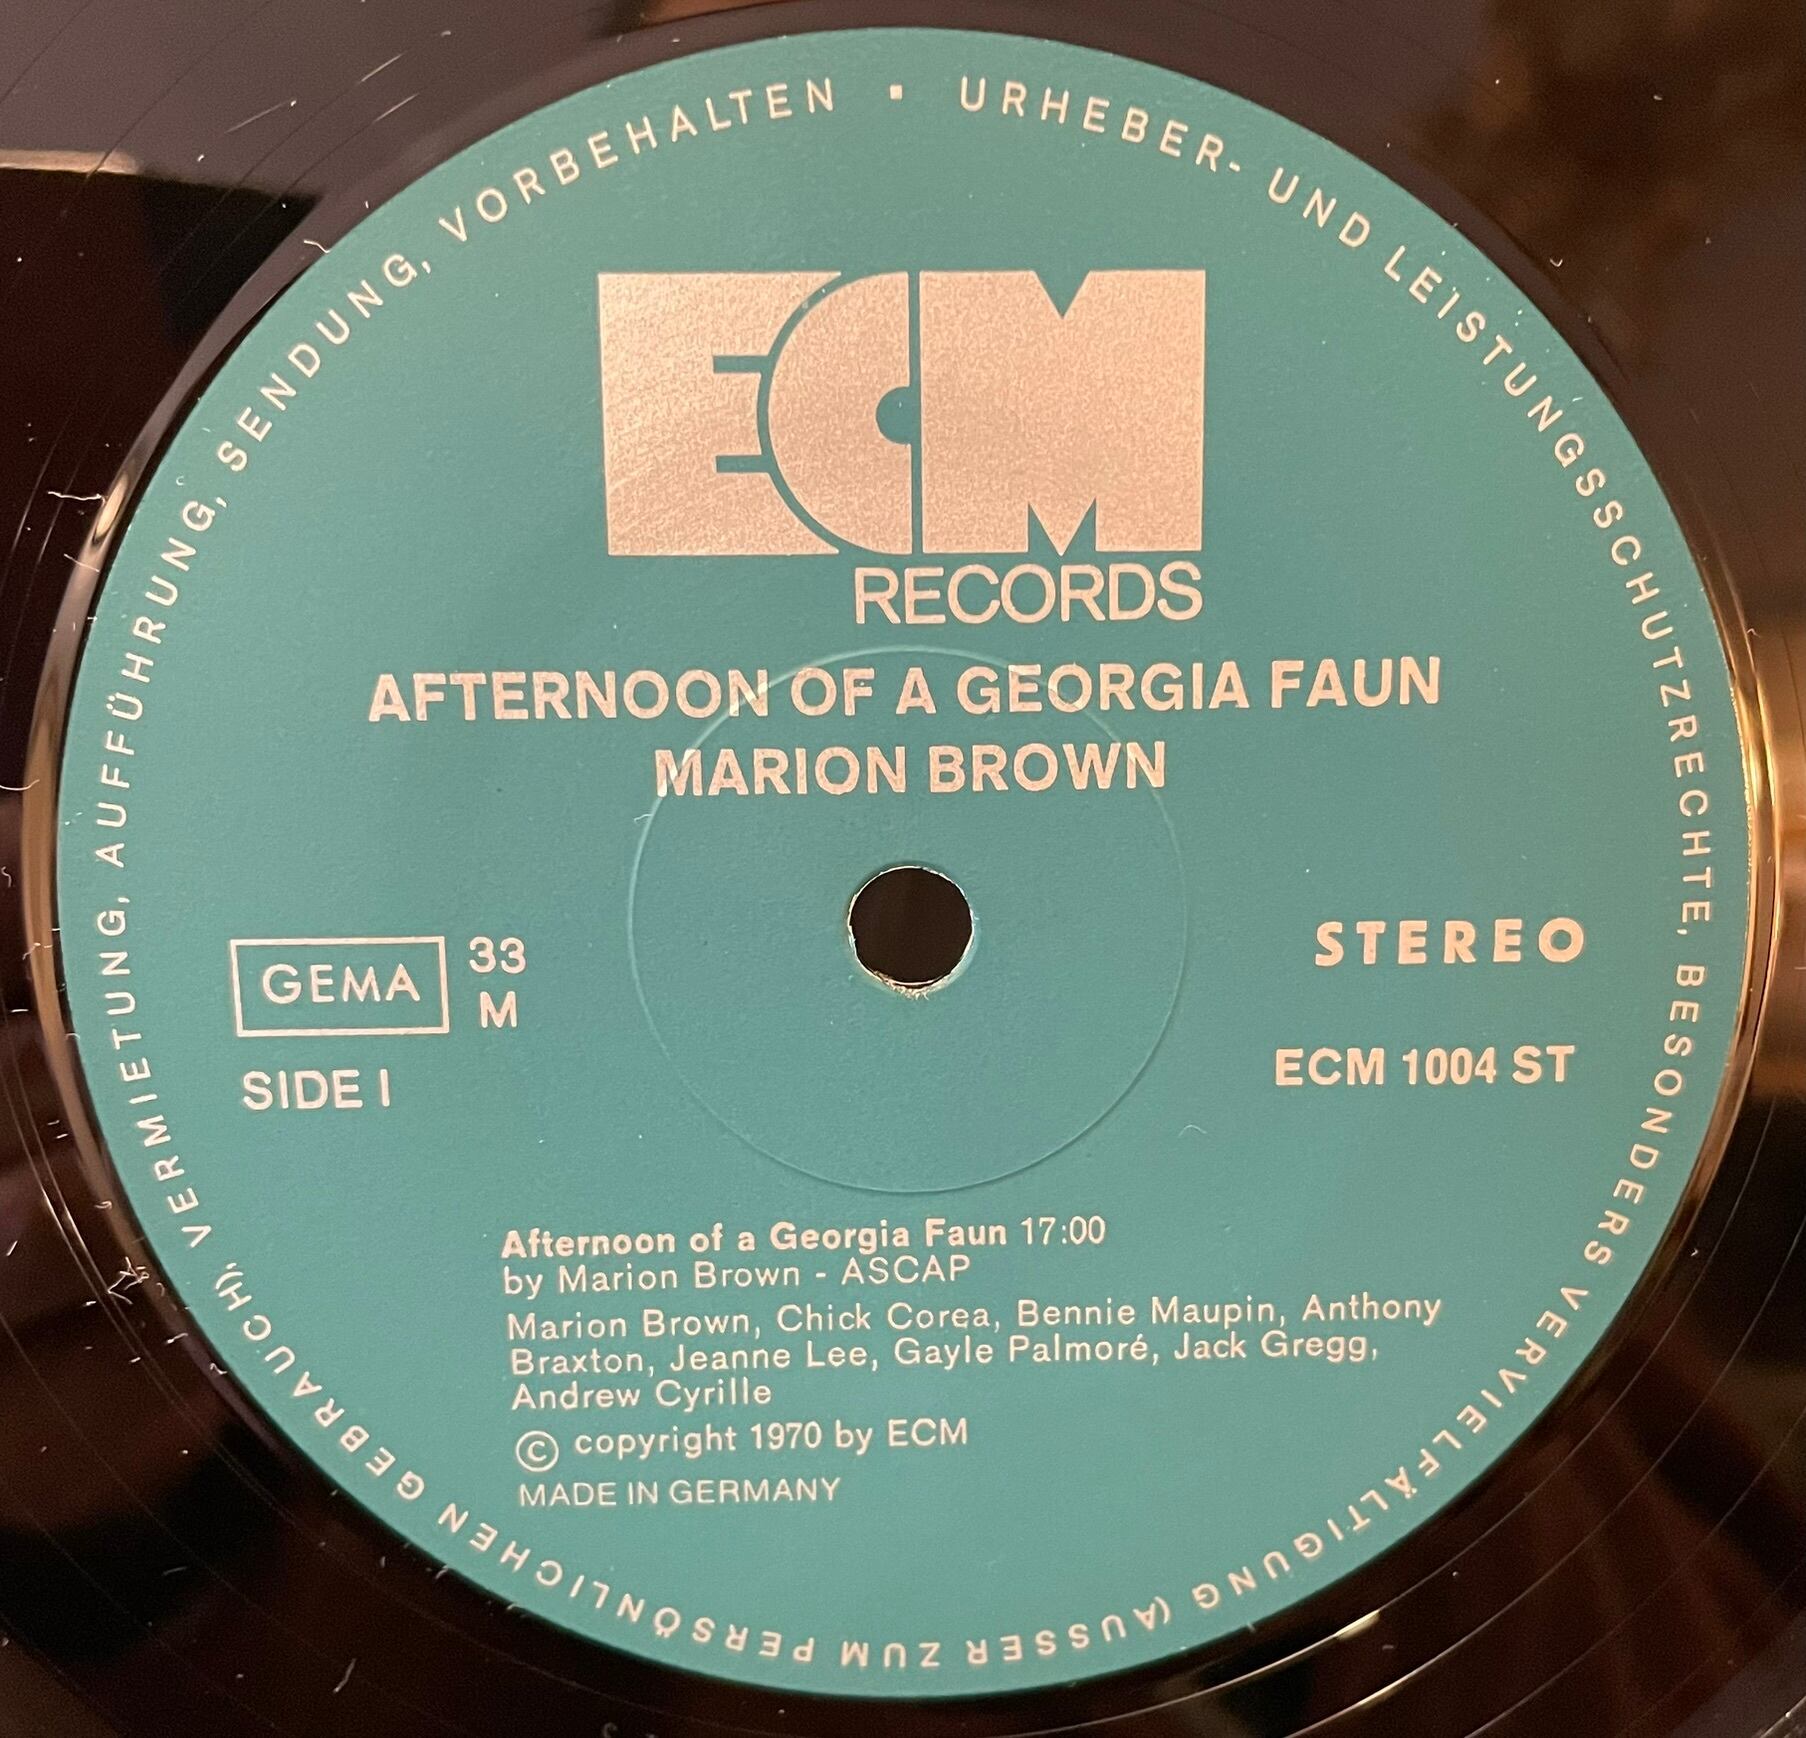 URHEBER- UND LEISTUNGSSCHUTZRECHTE, BESONDERS VERVIELFÄLTIGUNG (AUSSER ZUM PERSÖNLICHEN GEBRAUCH), VERMIETUNG, AUFFÜHRUNG, SENDUNG, VORBEHALTEN ▪
ECM
RECORDS
AFTERNOON OF A GEORGIA FAUN
MARION BROWN
GEMA
33
M
SIDE I
STEREO
ECM 1004 ST
Afternoon of a Georgia Faun 17:00
by Marion Brown - ASCAP
Marion Brown, Chick Corea, Bennie Maupin, Anthony
Braxton, Jeanne Lee, Gayle Palmoré, Jack Gregg,
Andrew Cyrille
© copyright 1970 by ECM
MADE IN GERMANY